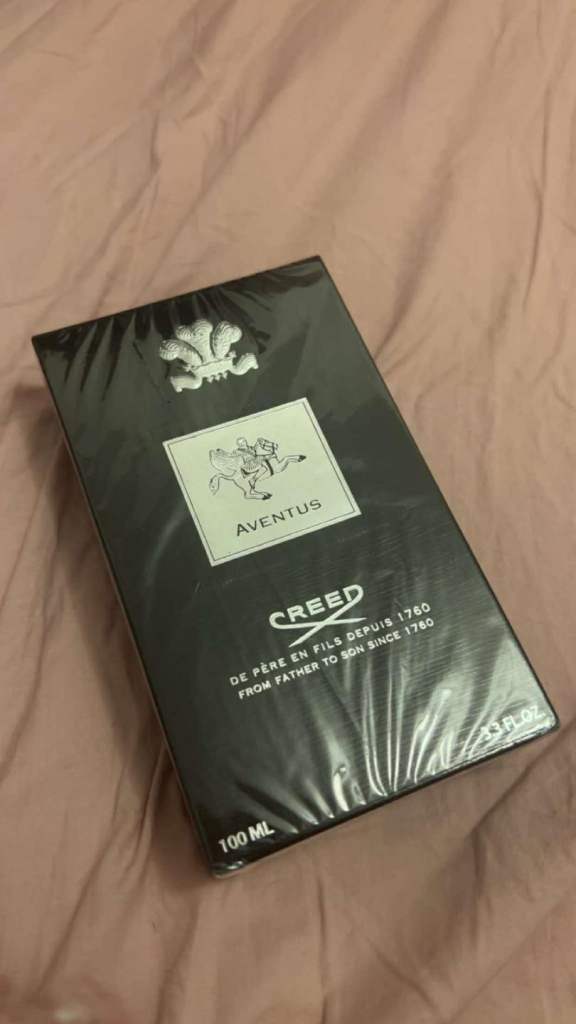 AVENTUS
CREED
DE PÈRE EN FILS DEPUIS 1760
FROM FATHER TO SON SINCE 1760
100 ML
3.3 FL.OZ